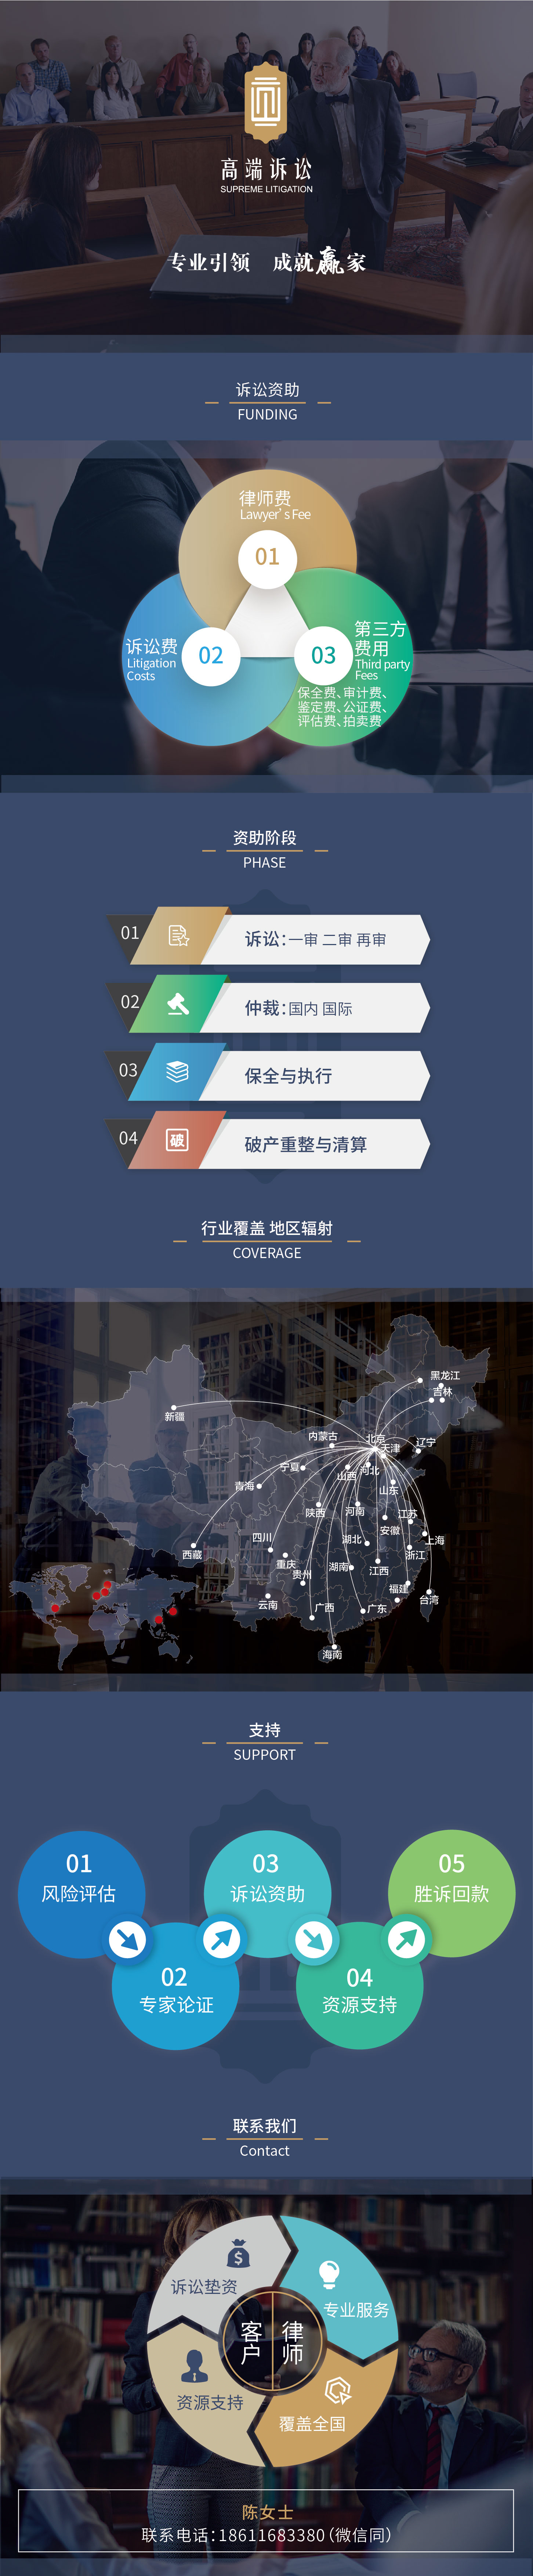 高端诉讼
SUPREME LITIGATION
专业引领 成就赢家
诉讼资助
FUNDING
律师费
Lawyer's Fee
01
诉讼费
Litigation
Costs
02
03
第三方
费用
Third party
Fees
保全费、审计费、
鉴定费、公证费、
评估费、拍卖费
资助阶段
PHASE
01
诉讼：一审 二审 再审
02
仲裁：国内 国际
03
保全与执行
04
破
破产重整与清算
行业覆盖 地区辐射
COVERAGE
黑龙江
吉林
新疆
内蒙古
北京
天津
辽宁
宁夏
山西
河北
青海
山东
陕西
河南
江苏
安徽
四川
湖北
上海
浙江
西藏
重庆
湖南
江西
贵州
福建
台湾
云南
广西
广东
海南
支持
SUPPORT
01
风险评估
03
诉讼资助
05
胜诉回款
02
专家论证
04
资源支持
联系我们
Contact
$
诉讼垫资
专业服务
客户
律师
资源支持
覆盖全国
陈女士
联系电话：18611683380（微信同）